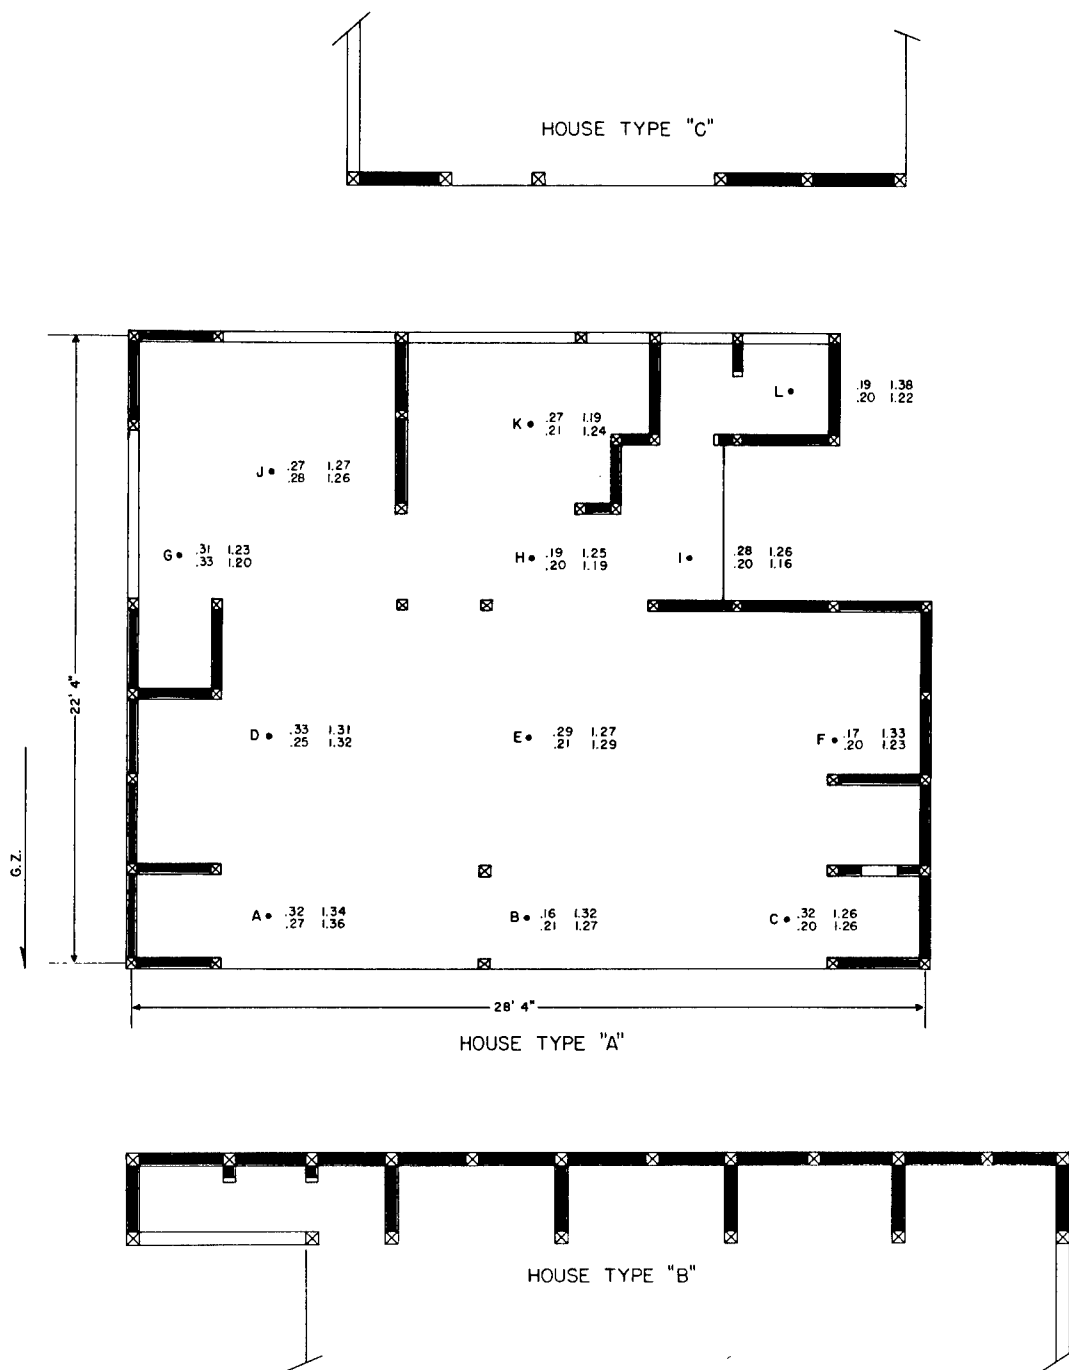 HOUSE TYPE "C"
L .19 1.38
.20 1.22
K .27 1.19
.21 1.24
J .27 1.27
.28 1.26
G .31 1.23
.33 1.20
H .19 1.25
.20 1.19
I .28 1.26
.20 1.16
22' 4"
D .33 1.31
.25 1.32
E .29 1.27
.21 1.29
F .17 1.33
.20 1.23
G.Z.
A .32 1.34
.27 1.36
B .16 1.32
.21 1.27
C .32 1.26
.20 1.26
28' 4"
HOUSE TYPE "A"
HOUSE TYPE "B"